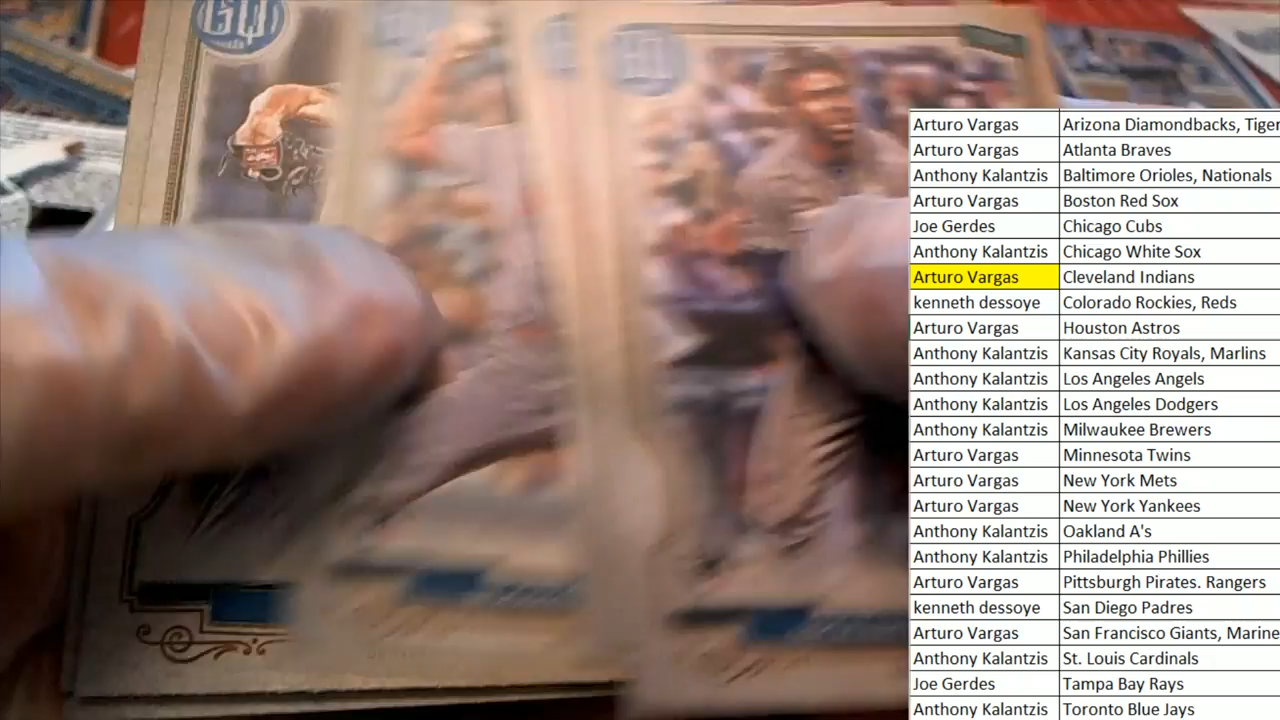 GQ
Arturo Vargas Arizona Diamondbacks, Tiger
Arturo Vargas Atlanta Braves
Anthony Kalantzis Baltimore Orioles, Nationals
Arturo Vargas Boston Red Sox
Joe Gerdes Chicago Cubs
Anthony Kalantzis Chicago White Sox
Arturo Vargas Cleveland Indians
kenneth dessoye Colorado Rockies, Reds
Arturo Vargas Houston Astros
Anthony Kalantzis Kansas City Royals, Marlins
Anthony Kalantzis Los Angeles Angels
Anthony Kalantzis Los Angeles Dodgers
Anthony Kalantzis Milwaukee Brewers
Arturo Vargas Minnesota Twins
Arturo Vargas New York Mets
Arturo Vargas New York Yankees
Anthony Kalantzis Oakland A's
Anthony Kalantzis Philadelphia Phillies
Arturo Vargas Pittsburgh Pirates. Rangers
kenneth dessoye San Diego Padres
Arturo Vargas San Francisco Giants, Marine
Anthony Kalantzis St. Louis Cardinals
Joe Gerdes Tampa Bay Rays
Anthony Kalantzis Toronto Blue Jays